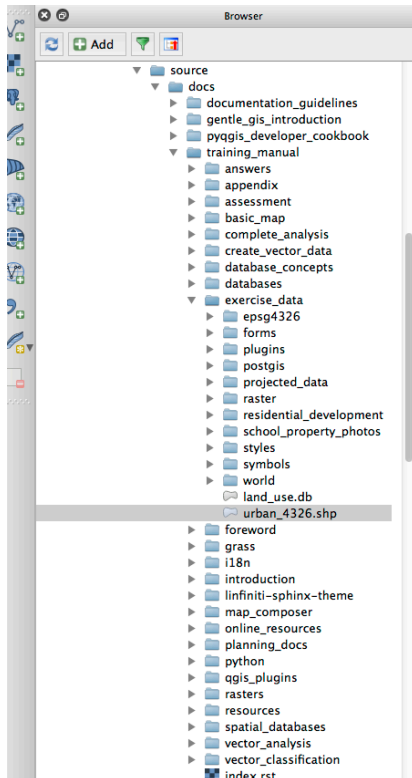 Browser
Add
source
docs
documentation_guidelines
gentle_gis_introduction
pyqgis_developer_cookbook
training_manual
answers
appendix
assessment
basic_map
complete_analysis
create_vector_data
database_concepts
databases
exercise_data
epsg4326
forms
plugins
postgis
projected_data
raster
residential_development
school_property_photos
styles
symbols
world
land_use.db
urban_4326.shp
foreword
grass
i18n
introduction
linfiniti-sphinx-theme
map_composer
online_resources
planning_docs
python
qgis_plugins
rasters
resources
spatial_databases
vector_analysis
vector_classification
index.rst